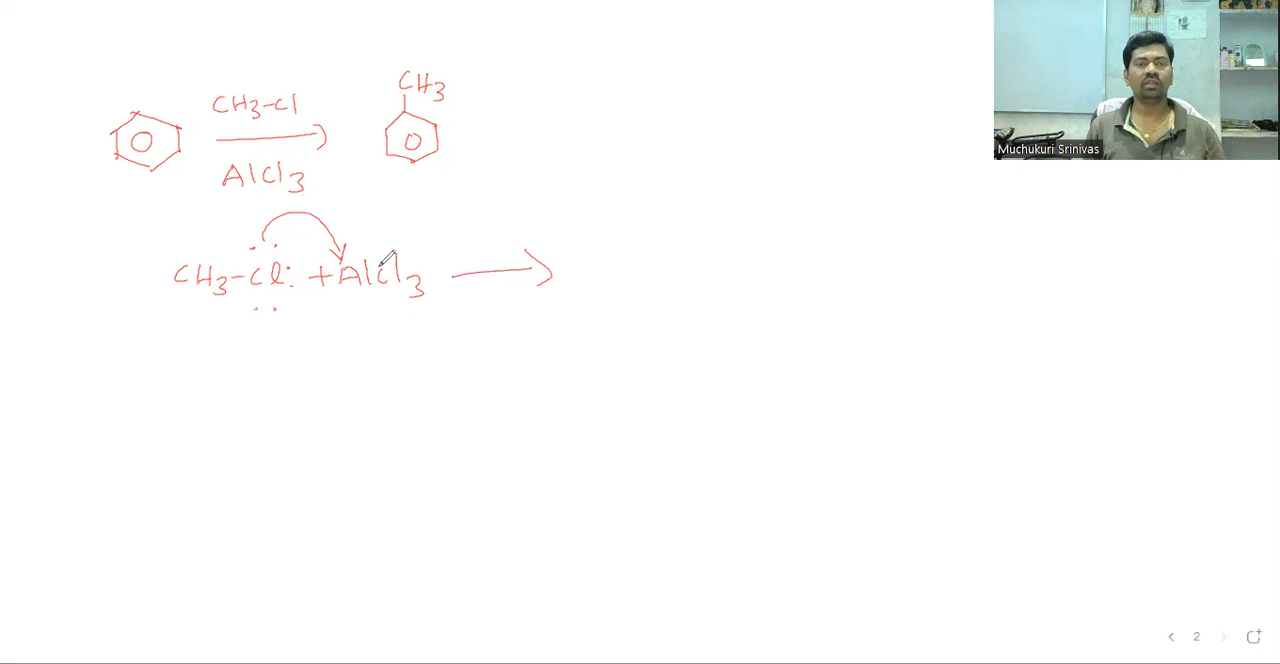 CH3-Cl
AlCl3
CH3
CH3-Cl: + AlCl3
Muchukuri Srinivas
2